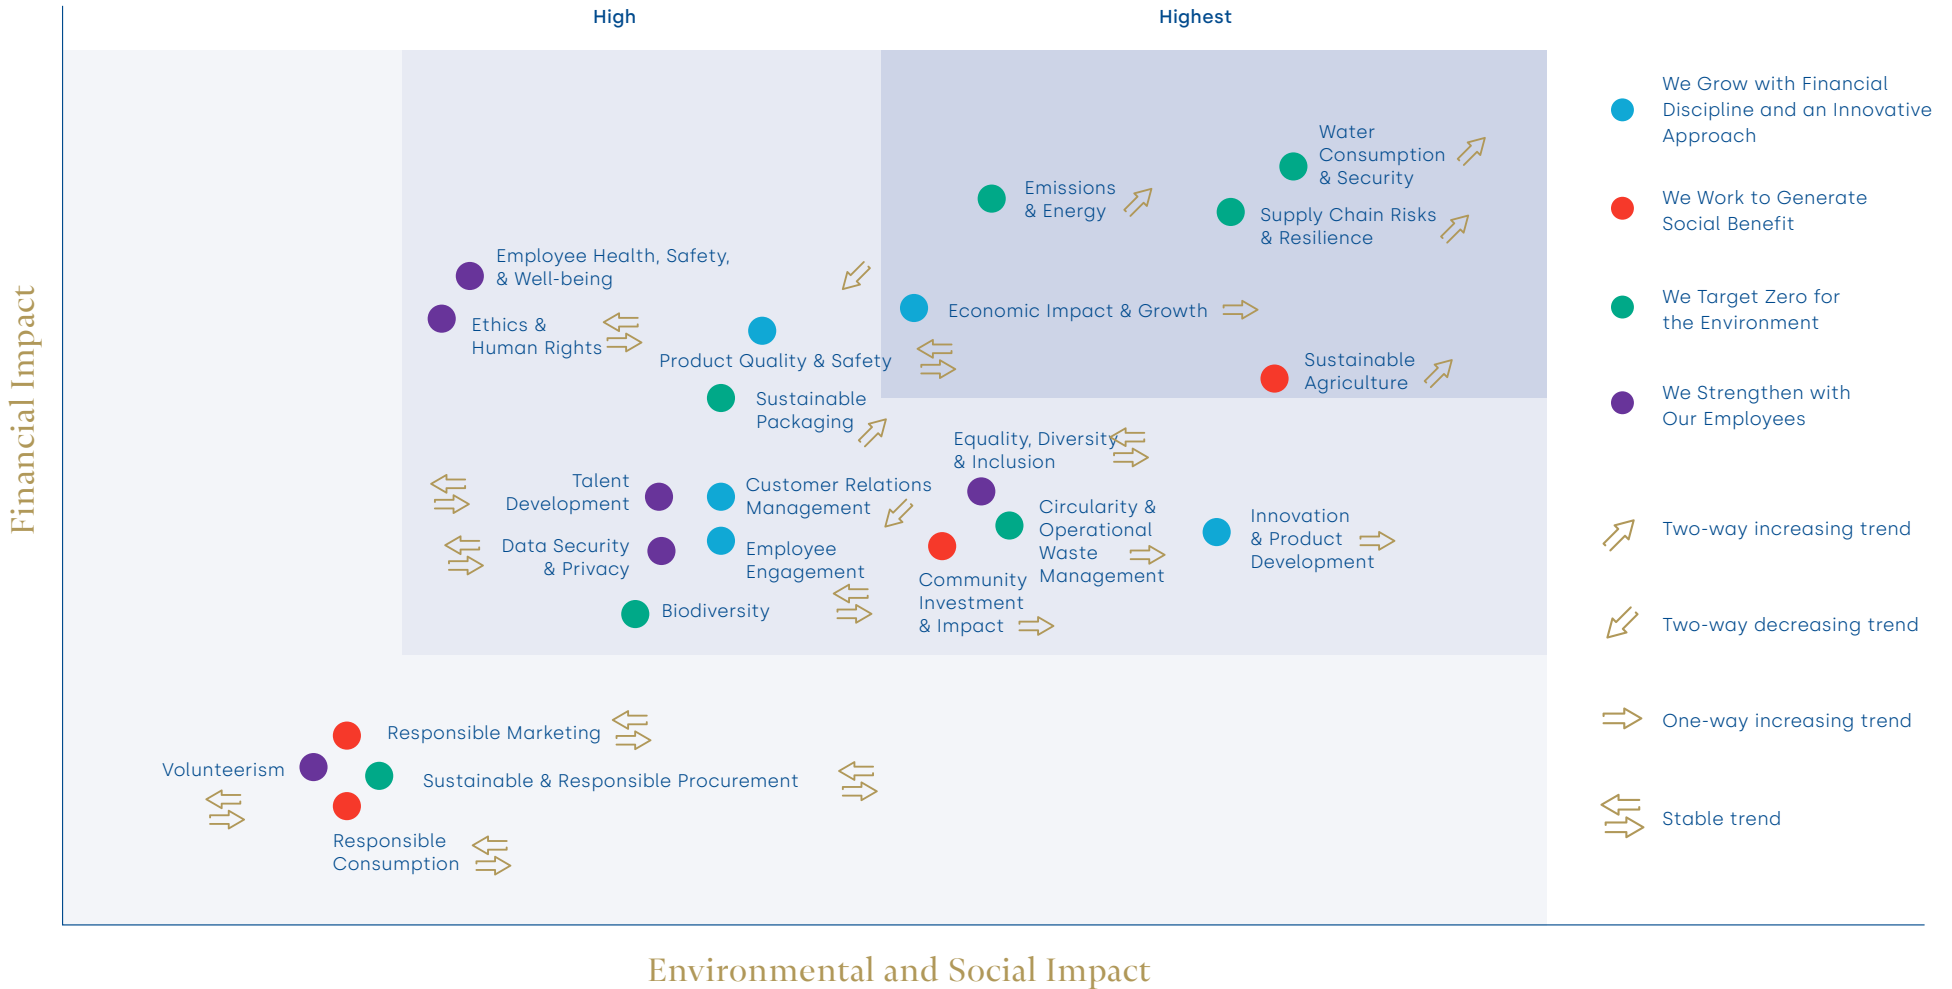 High
Highest
Financial Impact
Water
Consumption
& Security
Emissions
& Energy
Supply Chain Risks
& Resilience
Employee Health, Safety,
& Well-being
Ethics &
Human Rights
Economic Impact & Growth
Product Quality & Safety
Sustainable
Agriculture
Sustainable
Packaging
Equality, Diversity
& Inclusion
Talent
Development
Customer Relations
Management
Circularity &
Operational
Waste
Management
Innovation
& Product
Development
Data Security
& Privacy
Employee
Engagement
Community
Investment
& Impact
Biodiversity
Responsible Marketing
Volunteerism
Sustainable & Responsible Procurement
Responsible
Consumption
Environmental and Social Impact
We Grow with Financial
Discipline and an Innovative
Approach
We Work to Generate
Social Benefit
We Target Zero for
the Environment
We Strengthen with
Our Employees
Two-way increasing trend
Two-way decreasing trend
One-way increasing trend
Stable trend